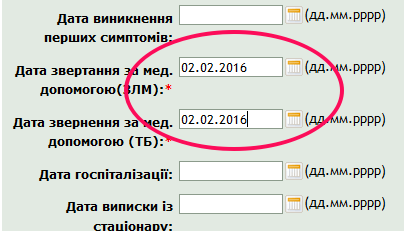 Дата виникнення (дд.мм.рррр)
перших симптомів:
Дата звертання за мед. 02.02.2016 (дд.мм.рррр)
допомогою(ЗЛМ):*
Дата звернення за мед. 02.02.2016 (дд.мм.рррр)
допомогою (ТБ):*
Дата госпіталізації: (дд.мм.рррр)
Дата виписки із (дд.мм.рррр)
стаціонару: